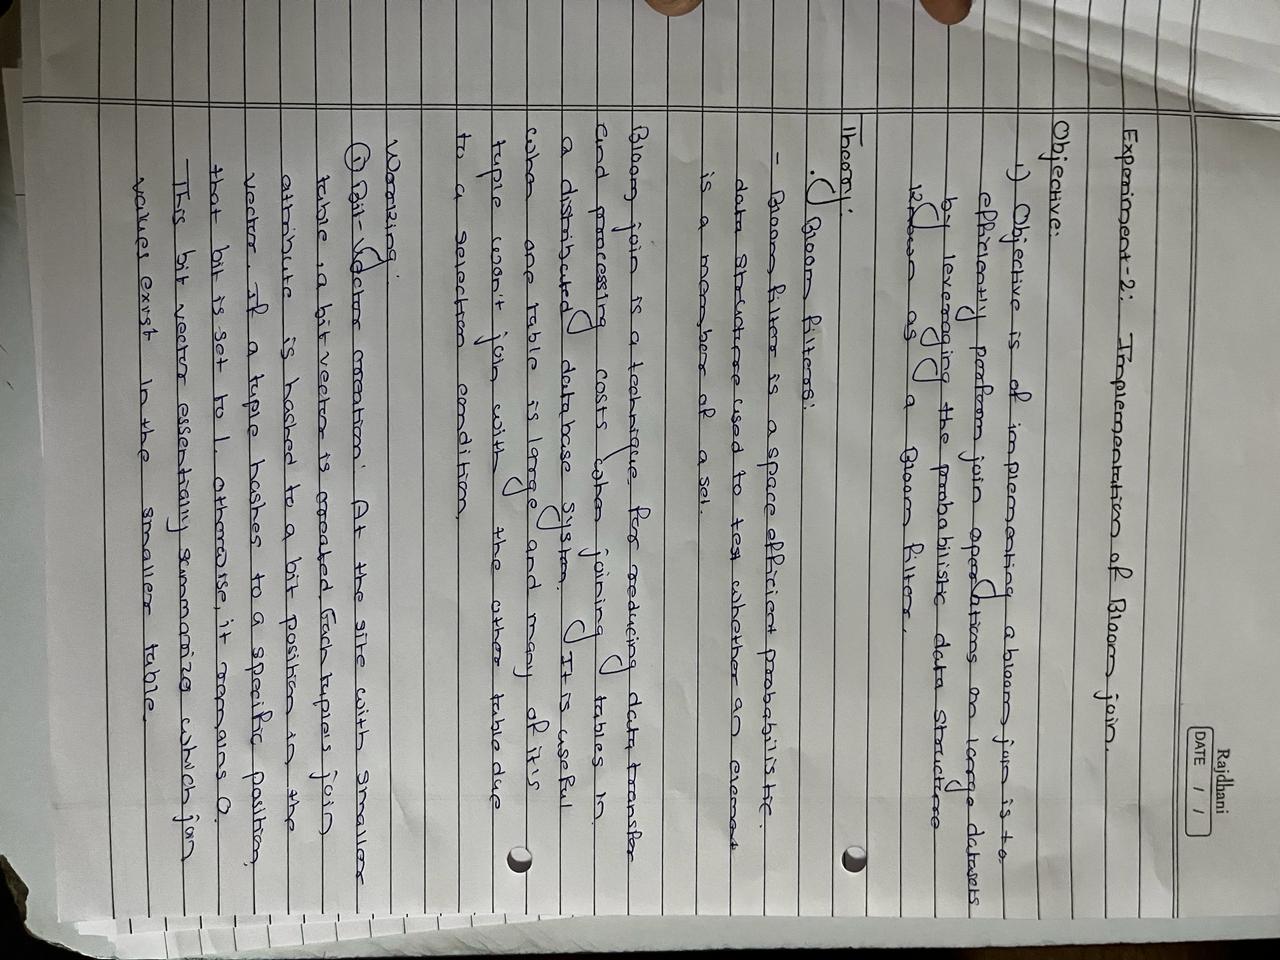 Rajdhani
DATE / /
Experiment-2: Implementation of Bloom join.
Objective:
1) Objective is of implementing a bloom join is to
efficiently perfrom join operations on large datasets
by leveraging the probabilistic data structure
known as a Bloom filter.
Theory:
Bloom filters:
- Bloom filter is a space efficient probabilistic.
data structure used to test whether an element
is a member of a set.
Bloom join is a technique for reducing data transfer
and processing costs when joining tables in
a distributed database system. It is useful
when one table is large and many of it's
tuple won't join with the other table due
to a selection condition.
Working:
① Bit-Vector creation: At the site with smaller
table, a bit vector is created. Each tuple's join
attribute is hashed to a bit position in the
vector. If a tuple hashes to a specific position,
that bit is set to 1, otherwise, it remains 0.
- This bit vector essentially summarize which join
values exist in the smaller table.